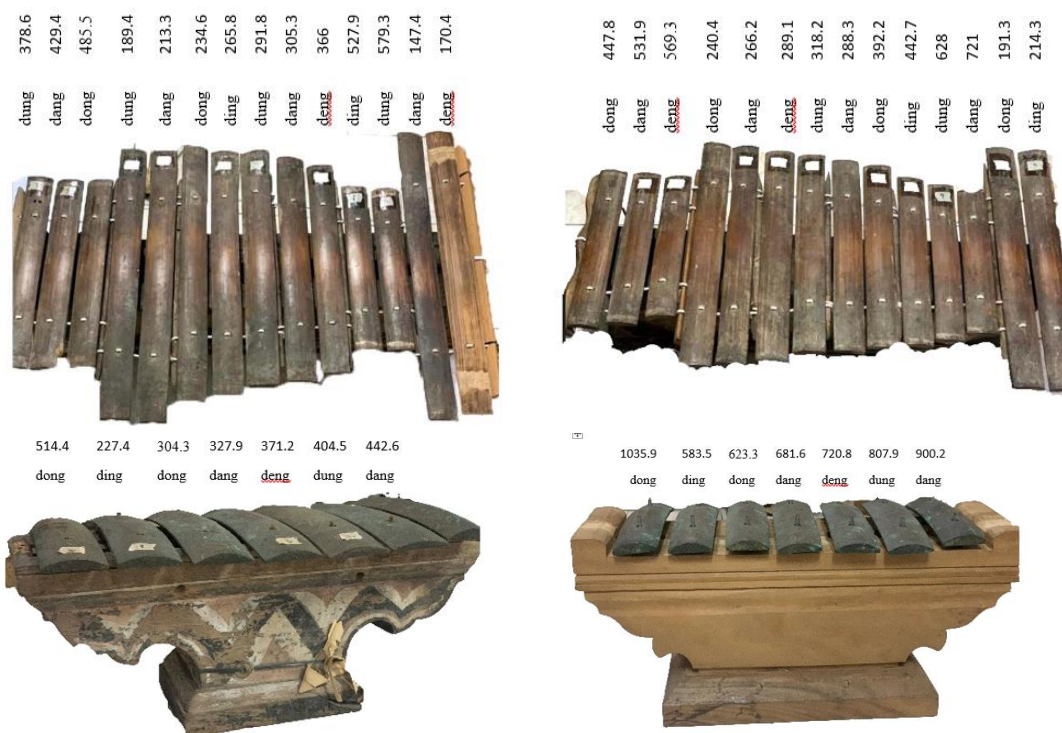 378.6 429.4 485.5 189.4 213.3 234.6 265.8 291.8 305.3 366 527.9 579.3 147.4 170.4
dung dang dong dung dang dong ding dung dang deng ding dung dang deng
447.8 531.9 569.3 240.4 266.2 289.1 318.2 288.3 392.2 442.7 628 721 191.3 214.3
dong dang deng dong dang deng dung dang dong ding dung dang dong ding
514.4 227.4 304.3 327.9 371.2 404.5 442.6
dong ding dong dang deng dung dang
1035.9 583.5 623.3 681.6 720.8 807.9 900.2
dong ding dong dang deng dung dang